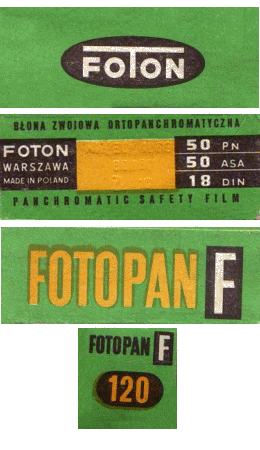 FOTON
BŁONA ZWOJOWA ORTOPANCHROMATYCZNA
FOTON
WARSZAWA
MADE IN POLAND
50 PN
50 ASA
18 DIN
PANCHROMATIC SAFETY FILM
FOTOPAN F
FOTOPAN F
120